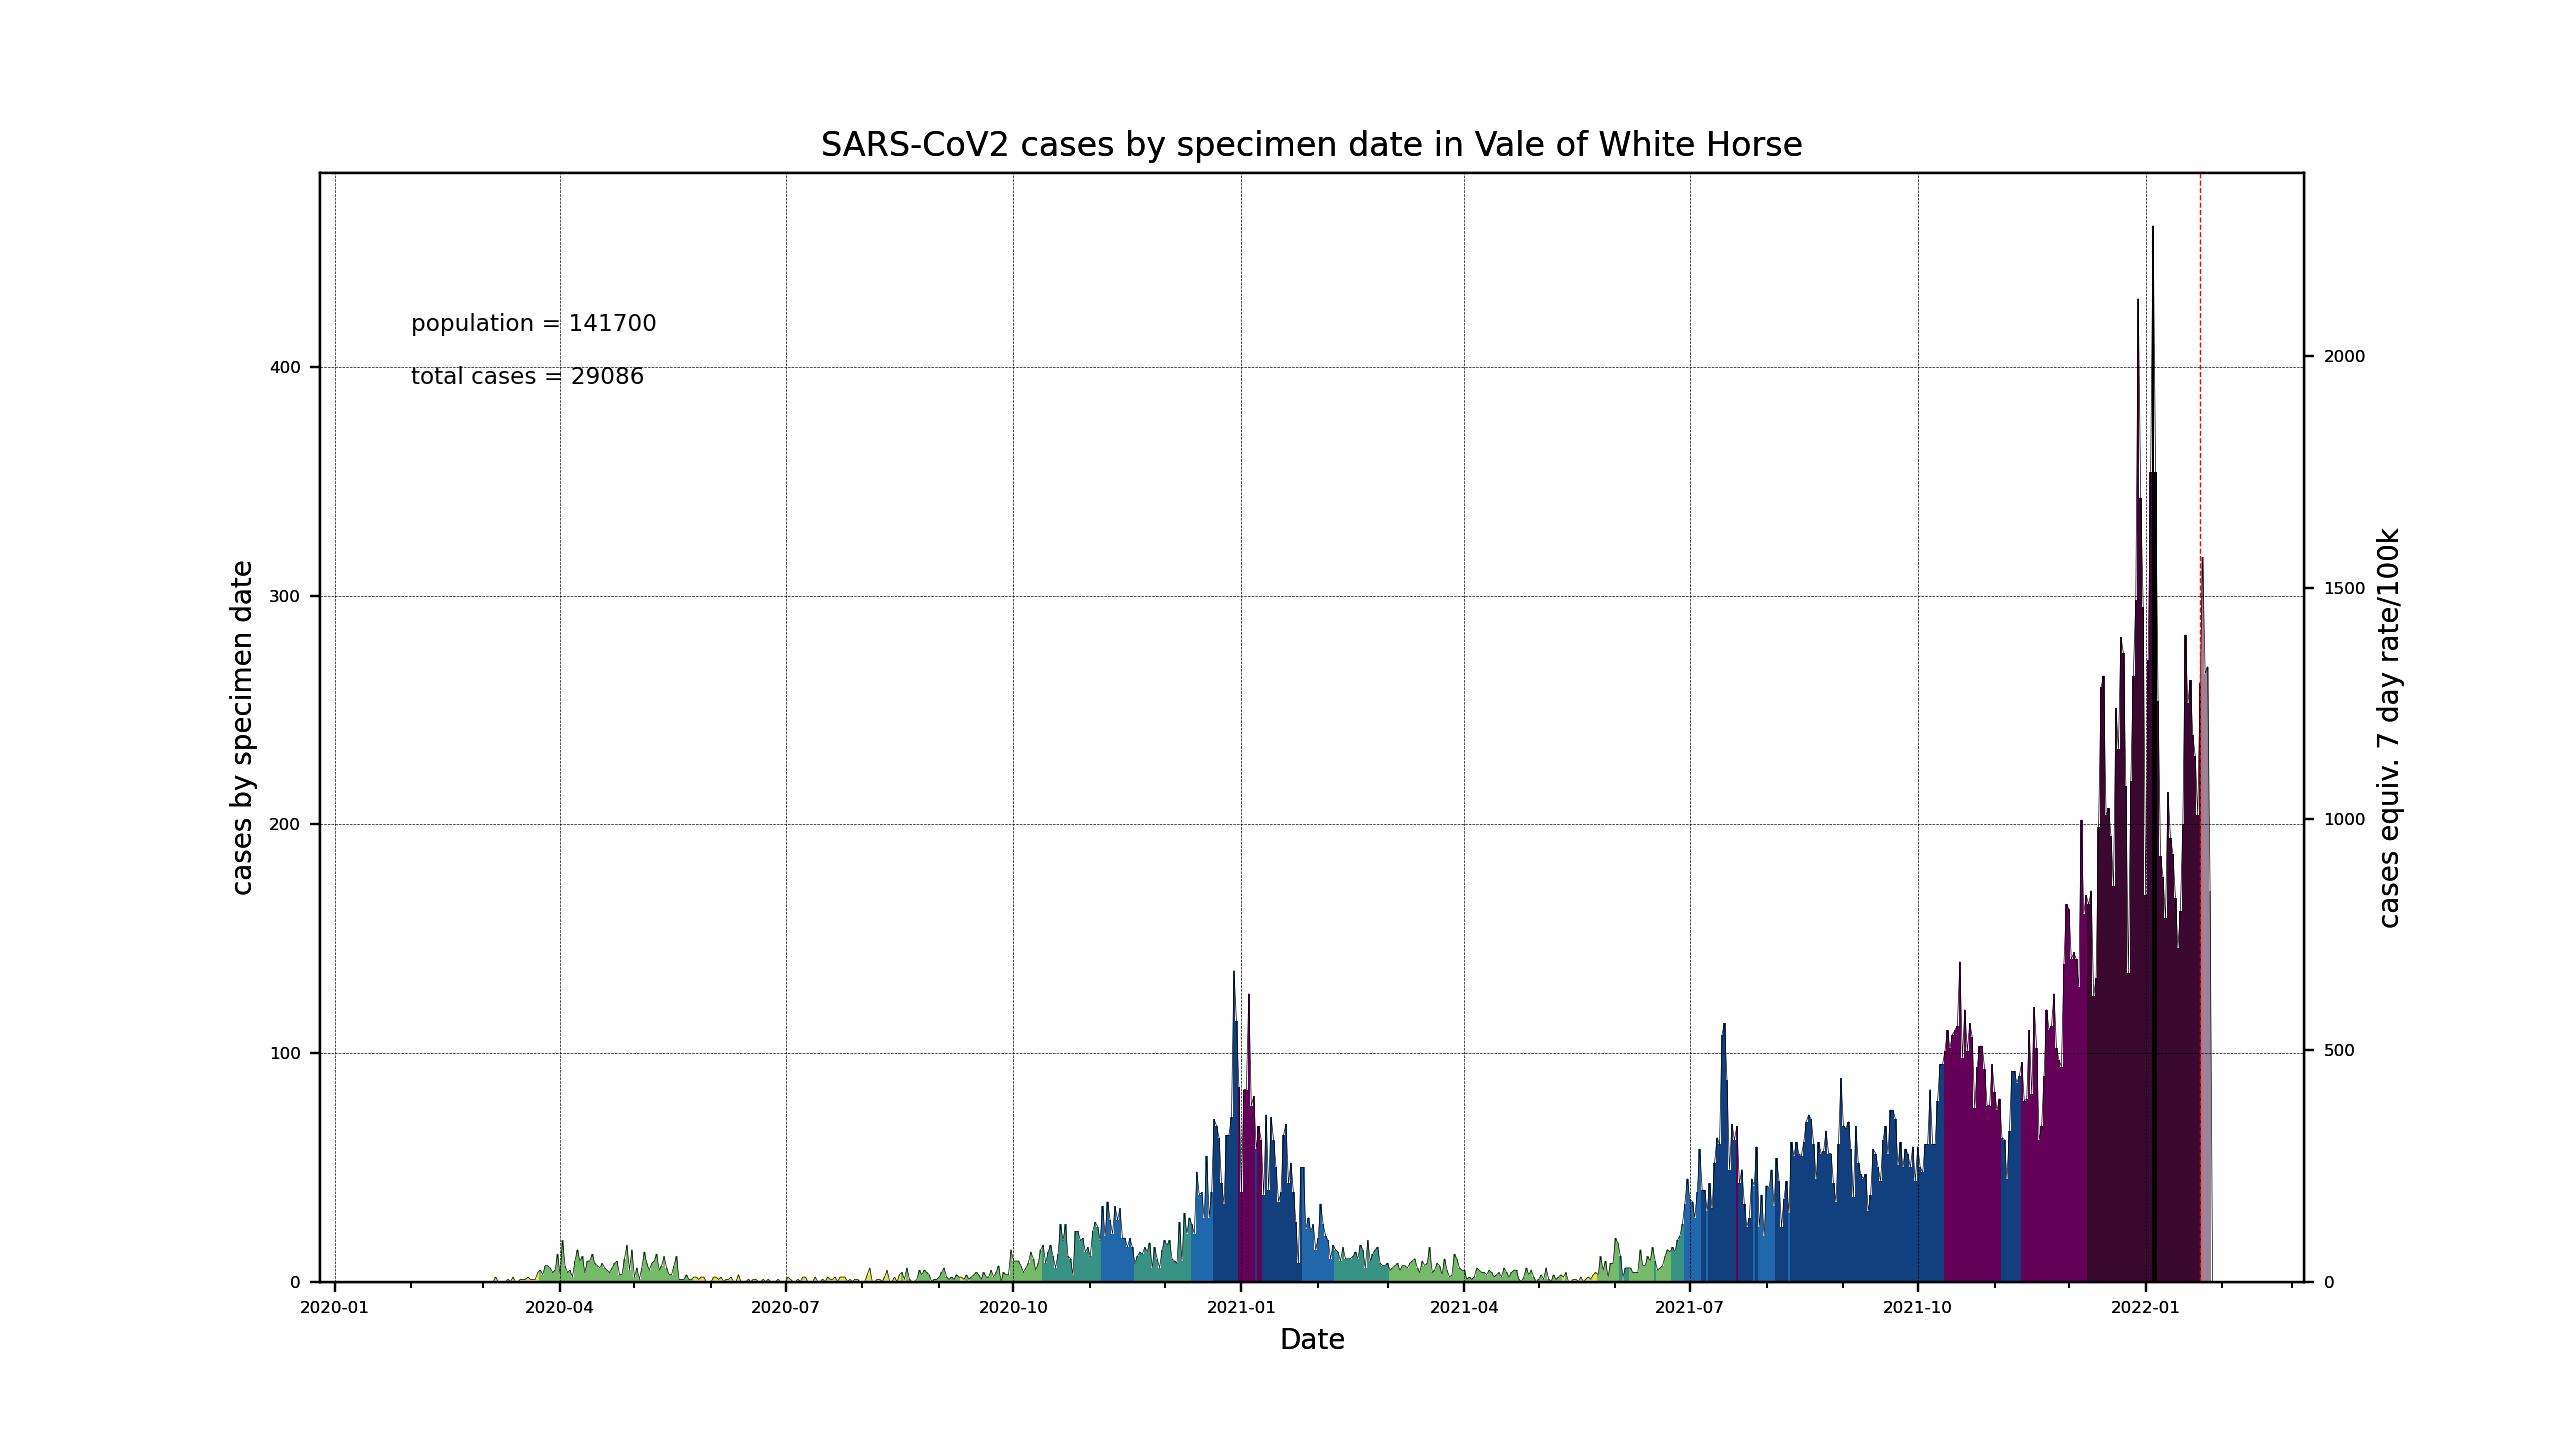 SARS-CoV2 cases by specimen date in Vale of White Horse
population = 141700
total cases = 29086
cases by specimen date
400
300
200
100
0
2000
1500
1000
500
0
cases equiv. 7 day rate/100k
2020-01 2020-04 2020-07 2020-10 2021-01 2021-04 2021-07 2021-10 2022-01
Date